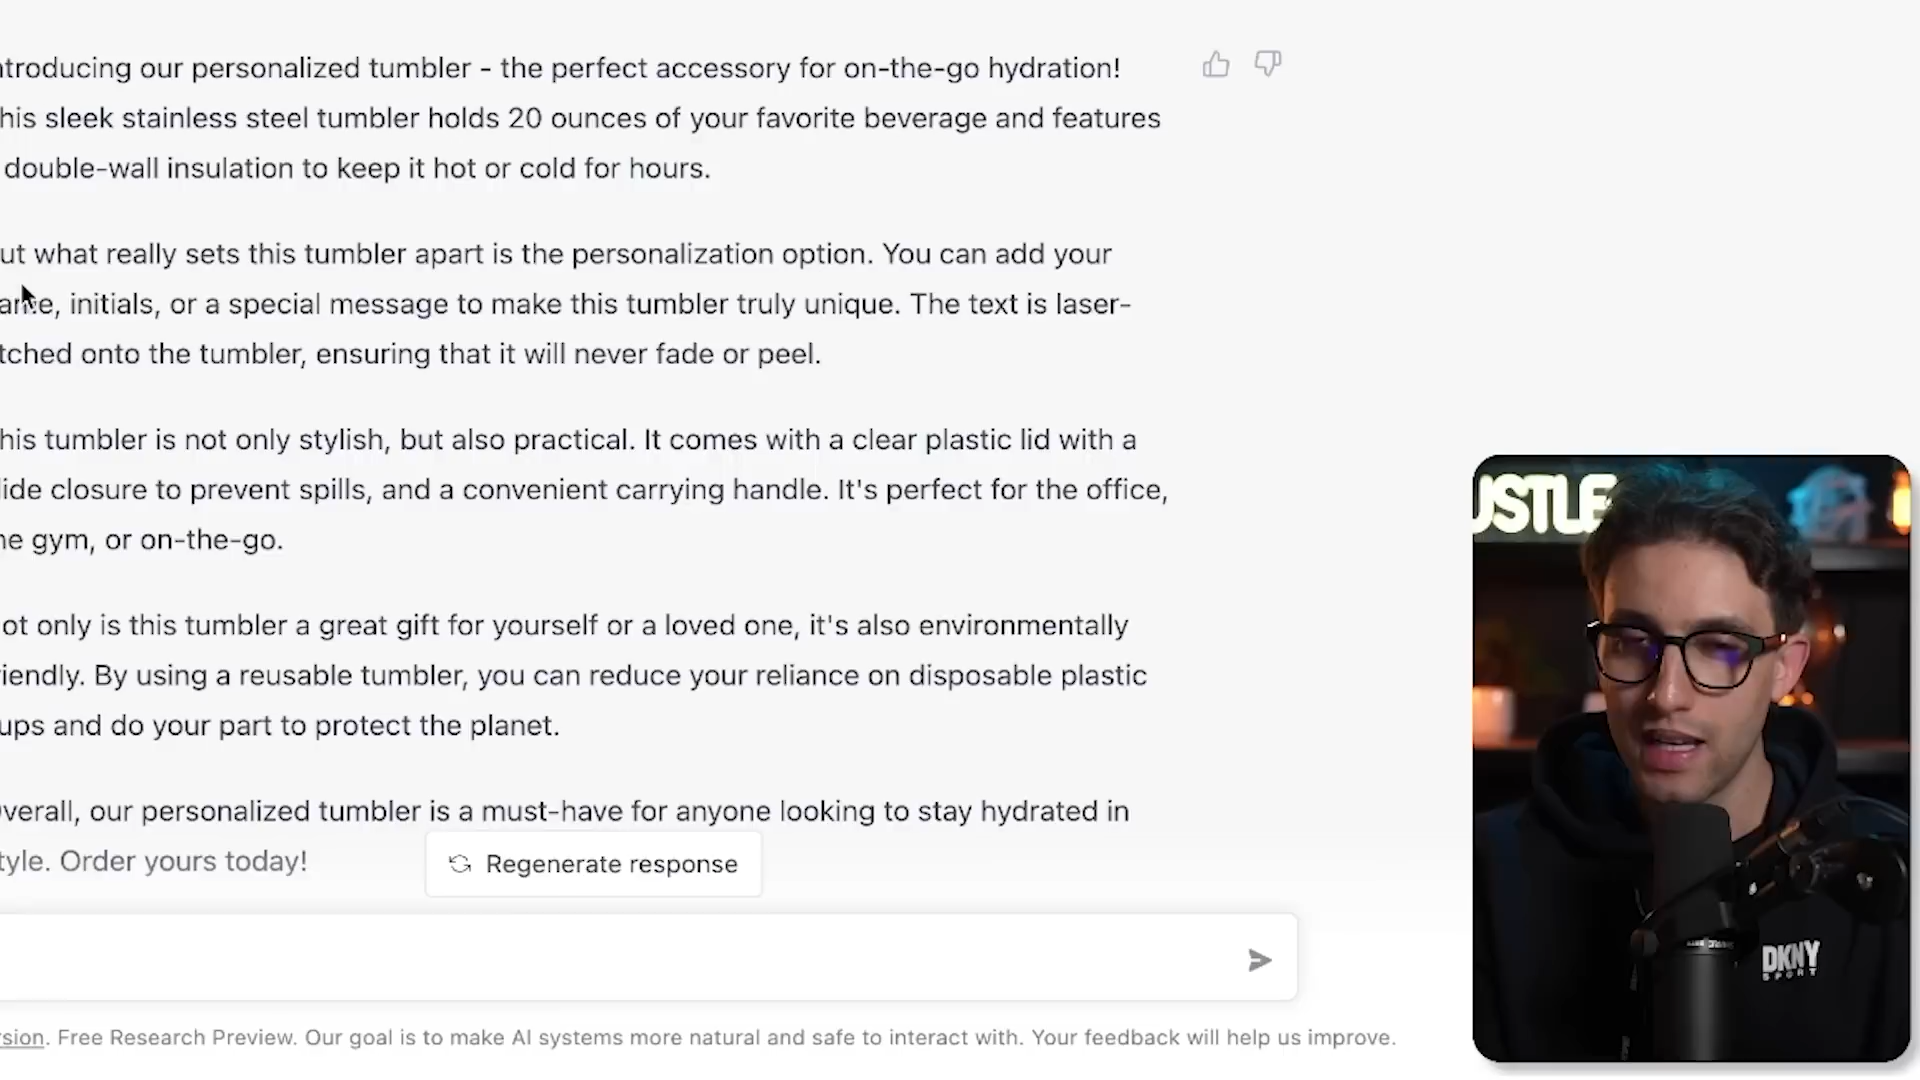 ntroducing our personalized tumbler - the perfect accessory for on-the-go hydration!
his sleek stainless steel tumbler holds 20 ounces of your favorite beverage and features
double-wall insulation to keep it hot or cold for hours.
ut what really sets this tumbler apart is the personalization option. You can add your
ame, initials, or a special message to make this tumbler truly unique. The text is laser-
tched onto the tumbler, ensuring that it will never fade or peel.
his tumbler is not only stylish, but also practical. It comes with a clear plastic lid with a
lide closure to prevent spills, and a convenient carrying handle. It's perfect for the office,
he gym, or on-the-go.
ot only is this tumbler a great gift for yourself or a loved one, it's also environmentally
riendly. By using a reusable tumbler, you can reduce your reliance on disposable plastic
ups and do your part to protect the planet.
verall, our personalized tumbler is a must-have for anyone looking to stay hydrated in
tyle. Order yours today!
Regenerate response
rsion. Free Research Preview. Our goal is to make AI systems more natural and safe to interact with. Your feedback will help us improve.
USTLE
DKNY
SPORT